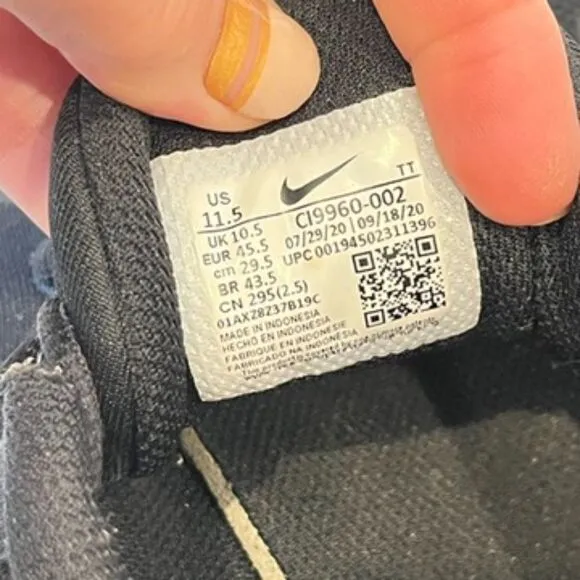 US
11.5
UK 10.5
EUR 45.5
cm 29.5
BR 43.5
CN 295(2.5)
01AXZ8Z37B19C
TT
CI9960-002
07/29/20 | 09/18/20
UPC 00194502311396
MADE IN INDONESIA
HECHO EN INDONESIA
FABRIQUE EN INDONESIE
FABRICADO NA INDONESIA